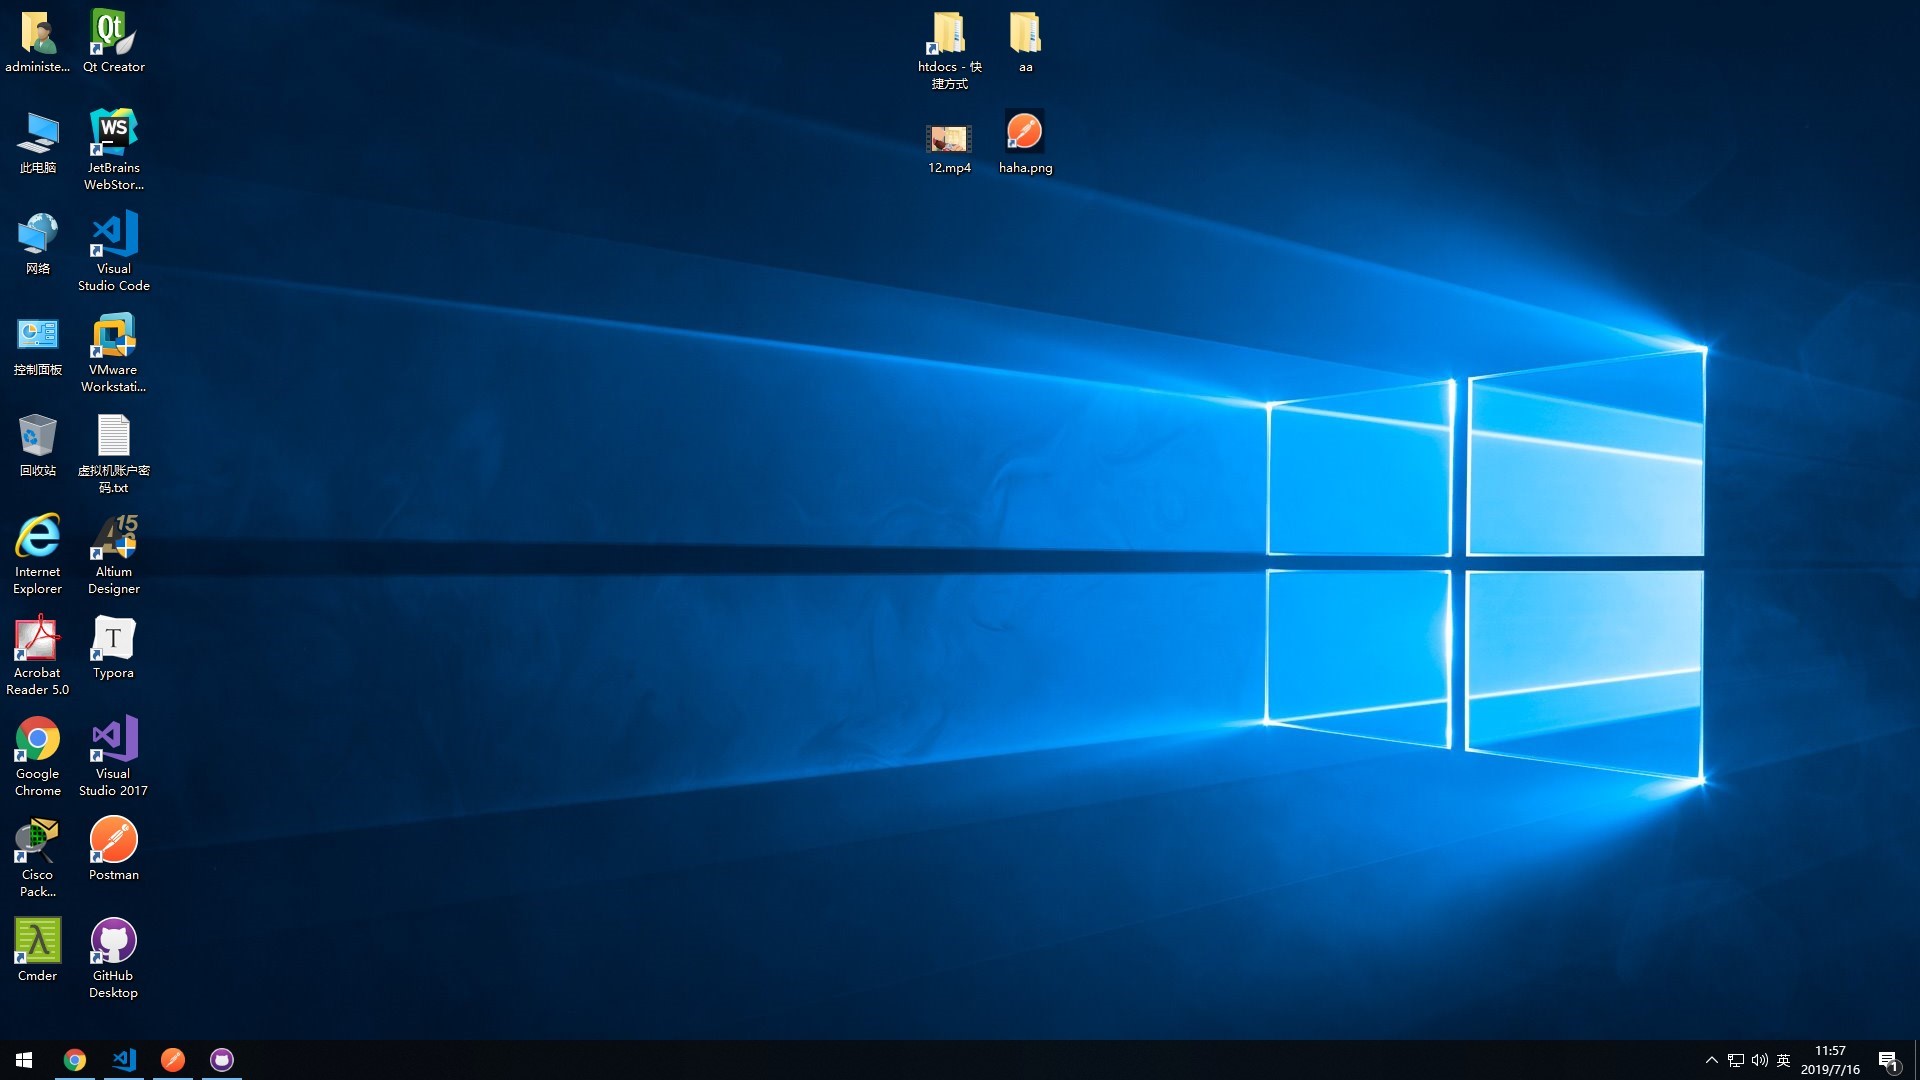 administe...
Qt Creator
htdocs - 快
捷方式
aa
此电脑
WS
JetBrains
WebStor...
12.mp4
haha.png
网络
Visual
Studio Code
控制面板
VMware
Workstati...
回收站
虚拟机账户密
码.txt
Internet
Explorer
15
Altium
Designer
Acrobat
Reader 5.0
T
Typora
Google
Chrome
Visual
Studio 2017
Cisco
Pack...
Postman
Cmder
GitHub
Desktop
英
11:57
2019/7/16
1